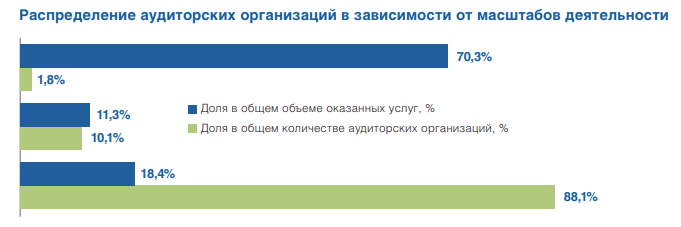 Распределение аудиторских организаций в зависимости от масштабов деятельности
70,3%
1,8%
11,3%
10,1%
Доля в общем объеме оказанных услуг, %
Доля в общем количестве аудиторских организаций, %
18,4%
88,1%